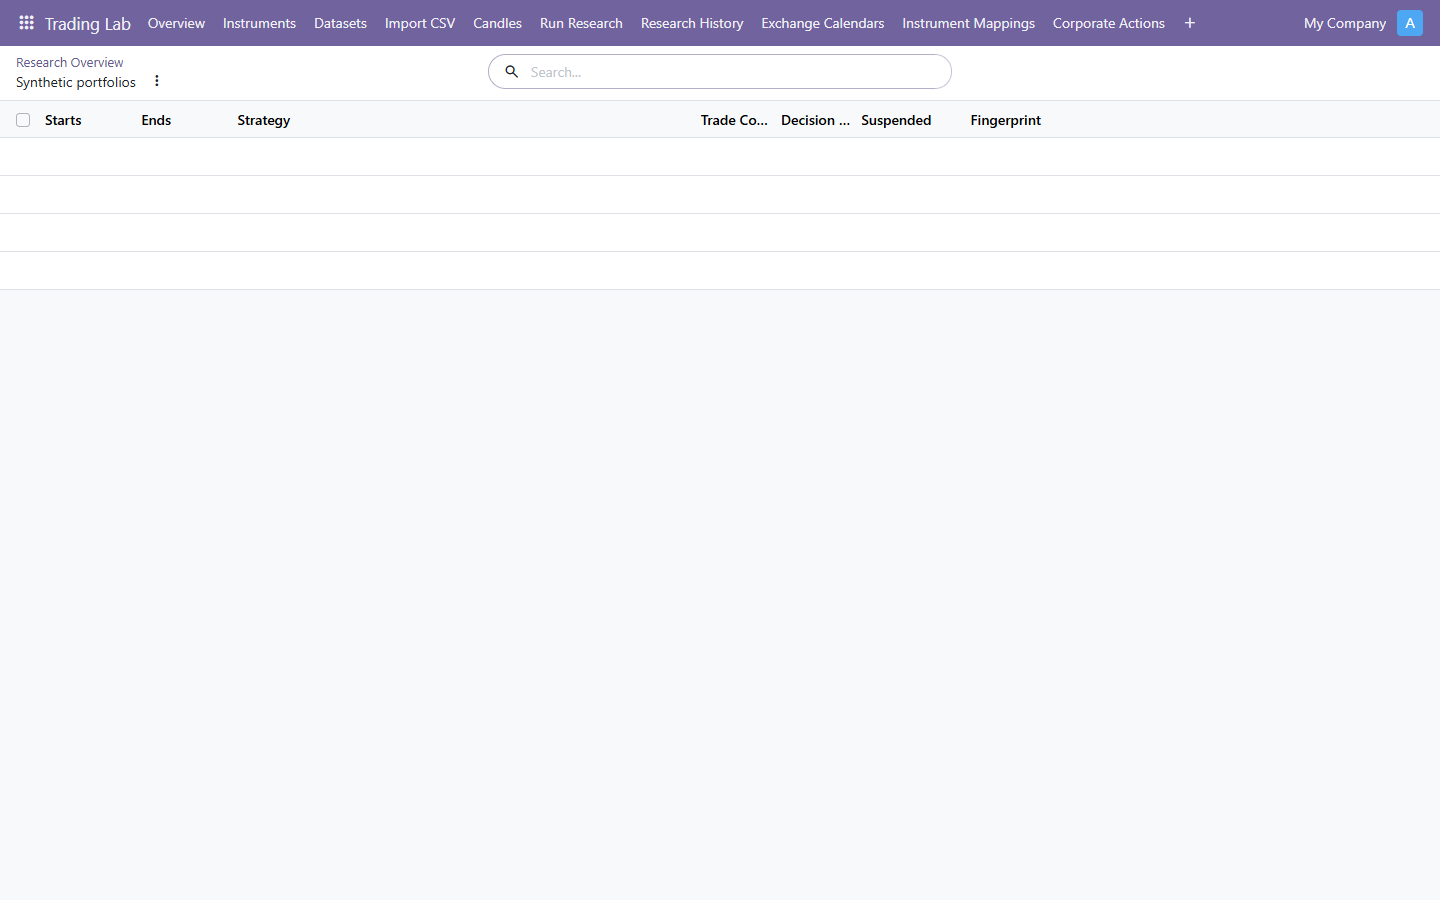 Trading Lab Overview Instruments Datasets Import CSV Candles Run Research Research History Exchange Calendars Instrument Mappings Corporate Actions + My Company A
Research Overview
Synthetic portfolios
Search...
Starts Ends Strategy Trade Co... Decision ... Suspended Fingerprint